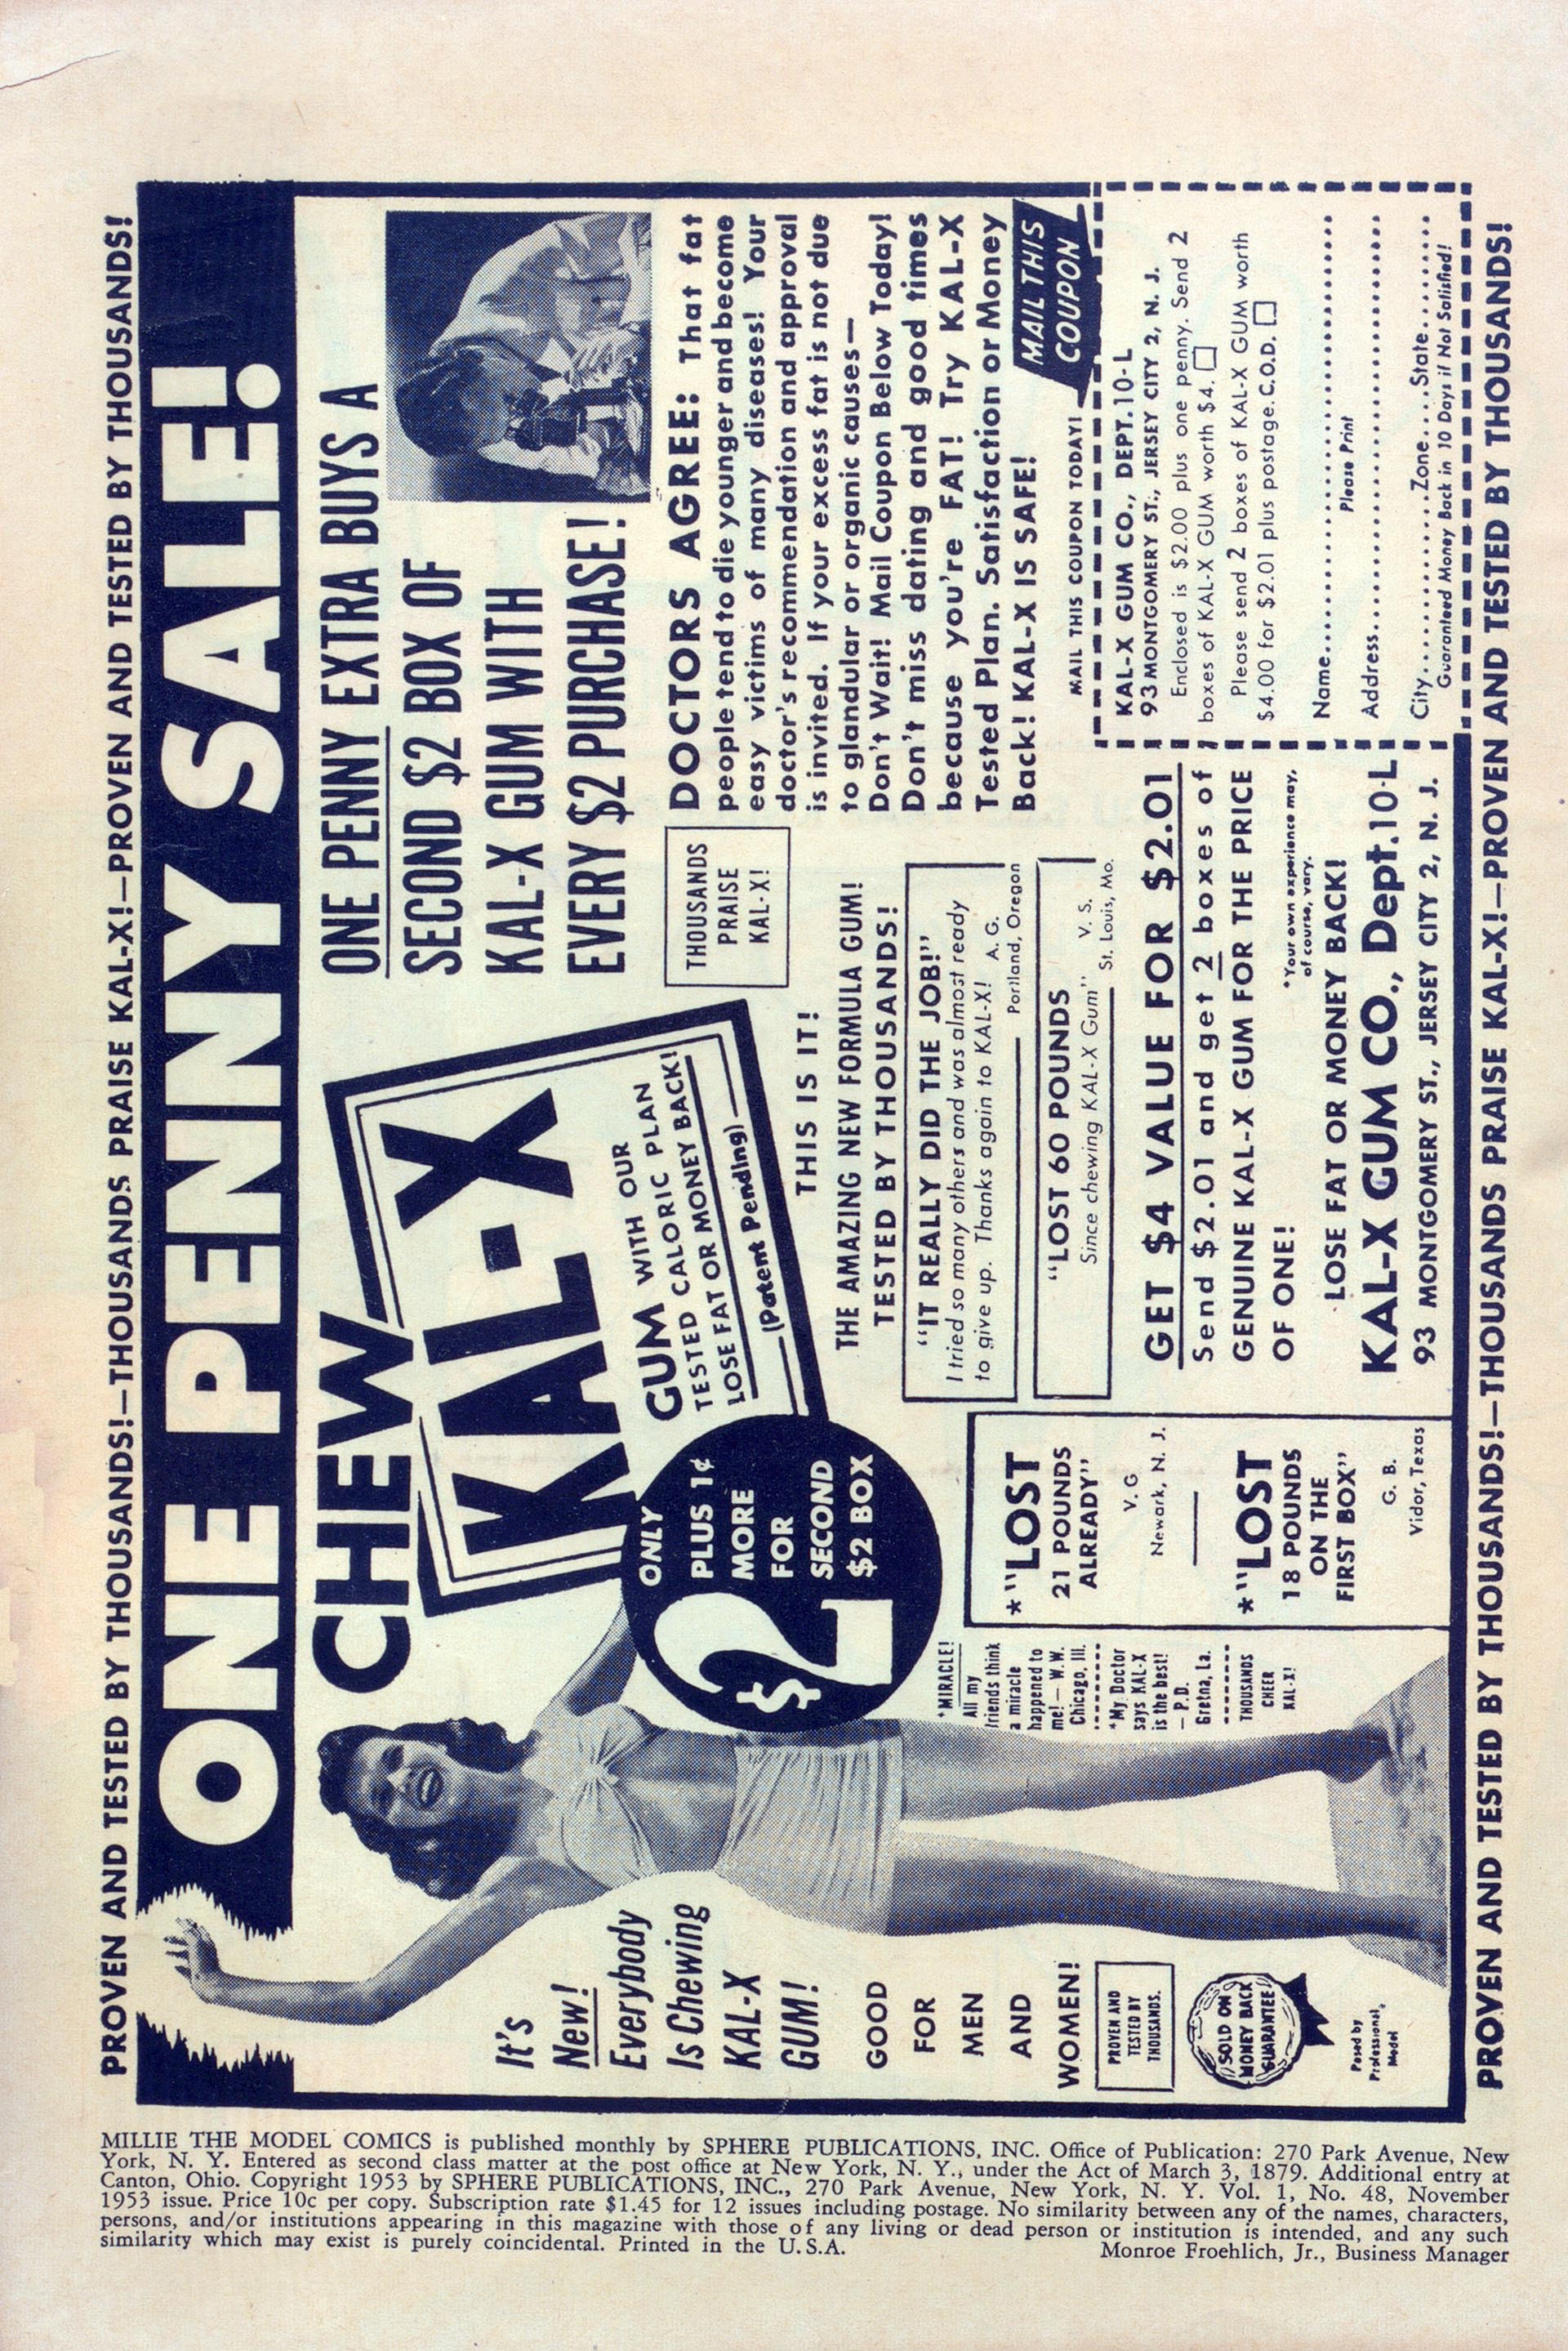 PROVEN AND TESTED BY THOUSANDS!—THOUSANDS PRAISE KAL-X!—PROVEN AND TESTED BY THOUSANDS!
ONE PENNY SALE!
CHEW
KAL-X
GUM WITH OUR
TESTED CALORIC PLAN
LOSE FAT OR MONEY BACK!
(Patent Pending)
ONE PENNY EXTRA BUYS A
SECOND $2 BOX OF
KAL-X GUM WITH
EVERY $2 PURCHASE!
It's
New!
Everybody
Is Chewing
KAL-X
GUM!
GOOD
FOR
MEN
AND
WOMEN!
PROVEN AND
TESTED BY
THOUSANDS.
SOLD ON
MONEY BACK
GUARANTEE
Posed by
Professional
Model
ONLY
$2
PLUS 1¢
MORE
FOR
SECOND
$2 BOX
*MIRACLE!
All my
friends think
a miracle
happened to
me! — W. W.
Chicago, Ill.
*My Doctor
says KAL-X
is the best!
— P.D.
Gretna, La.
THOUSANDS
CHEER
KAL-X!
*"LOST
21 POUNDS
ALREADY"
V. G
Newark, N. J.
*"LOST
18 POUNDS
ON THE
FIRST BOX"
G. B.
Vidor, Texas
THIS IS IT!
THE AMAZING NEW FORMULA GUM!
TESTED BY THOUSANDS!
"IT REALLY DID THE JOB!"
I tried so many others and was almost ready
to give up. Thanks again to KAL-X! A. G.
Portland, Oregon
"LOST 60 POUNDS
Since chewing KAL-X Gum" V. S.
St. Louis, Mo.
GET $4 VALUE FOR $2.01
Send $2.01 and get 2 boxes of
GENUINE KAL-X GUM FOR THE PRICE
OF ONE!
*Your own experience may,
of course, vary.
LOSE FAT OR MONEY BACK!
KAL-X GUM CO., Dept.10-L
93 MONTGOMERY ST., JERSEY CITY 2, N. J.
THOUSANDS
PRAISE
KAL-X!
DOCTORS AGREE: That fat
people tend to die younger and become
easy victims of many diseases! Your
doctor's recommendation and approval
is invited. If your excess fat is not due
to glandular or organic causes—
Don't Wait! Mail Coupon Below Today!
Don't miss dating and good times
because you're FAT! Try KAL-X
Tested Plan. Satisfaction or Money
Back! KAL-X IS SAFE!
MAIL THIS
COUPON
MAIL THIS COUPON TODAY!
KAL-X GUM CO., DEPT.10-L
93 MONTGOMERY ST., JERSEY CITY 2, N. J.
Enclosed is $2.00 plus one penny. Send 2
boxes of KAL-X GUM worth $4. □
Please send 2 boxes of KAL-X GUM worth
$4.00 for $2.01 plus postage. C.O.D. □
Name........................................
Please Print
Address......................................
City..................Zone....State..........
Guaranteed Money Back in 10 Days if Not Satisfied!
PROVEN AND TESTED BY THOUSANDS!—THOUSANDS PRAISE KAL-X!—PROVEN AND TESTED BY THOUSANDS!
MILLIE THE MODEL COMICS is published monthly by SPHERE PUBLICATIONS, INC. Office of Publication: 270 Park Avenue, New
York, N. Y. Entered as second class matter at the post office at New York, N. Y., under the Act of March 3, 1879. Additional entry at
Canton, Ohio. Copyright 1953 by SPHERE PUBLICATIONS, INC., 270 Park Avenue, New York, N. Y. Vol. 1, No. 48, November
1953 issue. Price 10c per copy. Subscription rate $1.45 for 12 issues including postage. No similarity between any of the names, characters,
persons, and/or institutions appearing in this magazine with those of any living or dead person or institution is intended, and any such
similarity which may exist is purely coincidental. Printed in the U.S.A. Monroe Froehlich, Jr., Business Manager